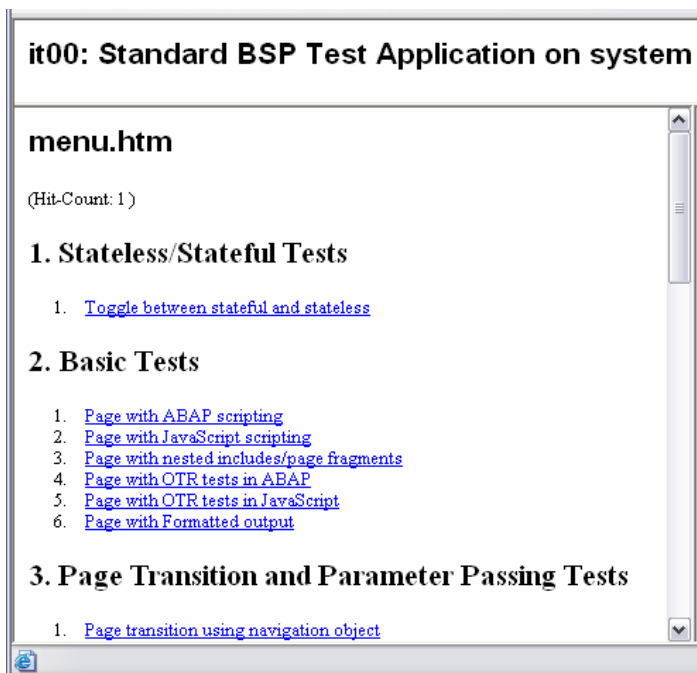 it00: Standard BSP Test Application on system
menu.htm
(Hit-Count: 1 )
1. Stateless/Stateful Tests
1. Toggle between stateful and stateless
2. Basic Tests
1. Page with ABAP scripting
2. Page with JavaScript scripting
3. Page with nested includes/page fragments
4. Page with OTR tests in ABAP
5. Page with OTR tests in JavaScript
6. Page with Formatted output
3. Page Transition and Parameter Passing Tests
1. Page transition using navigation object